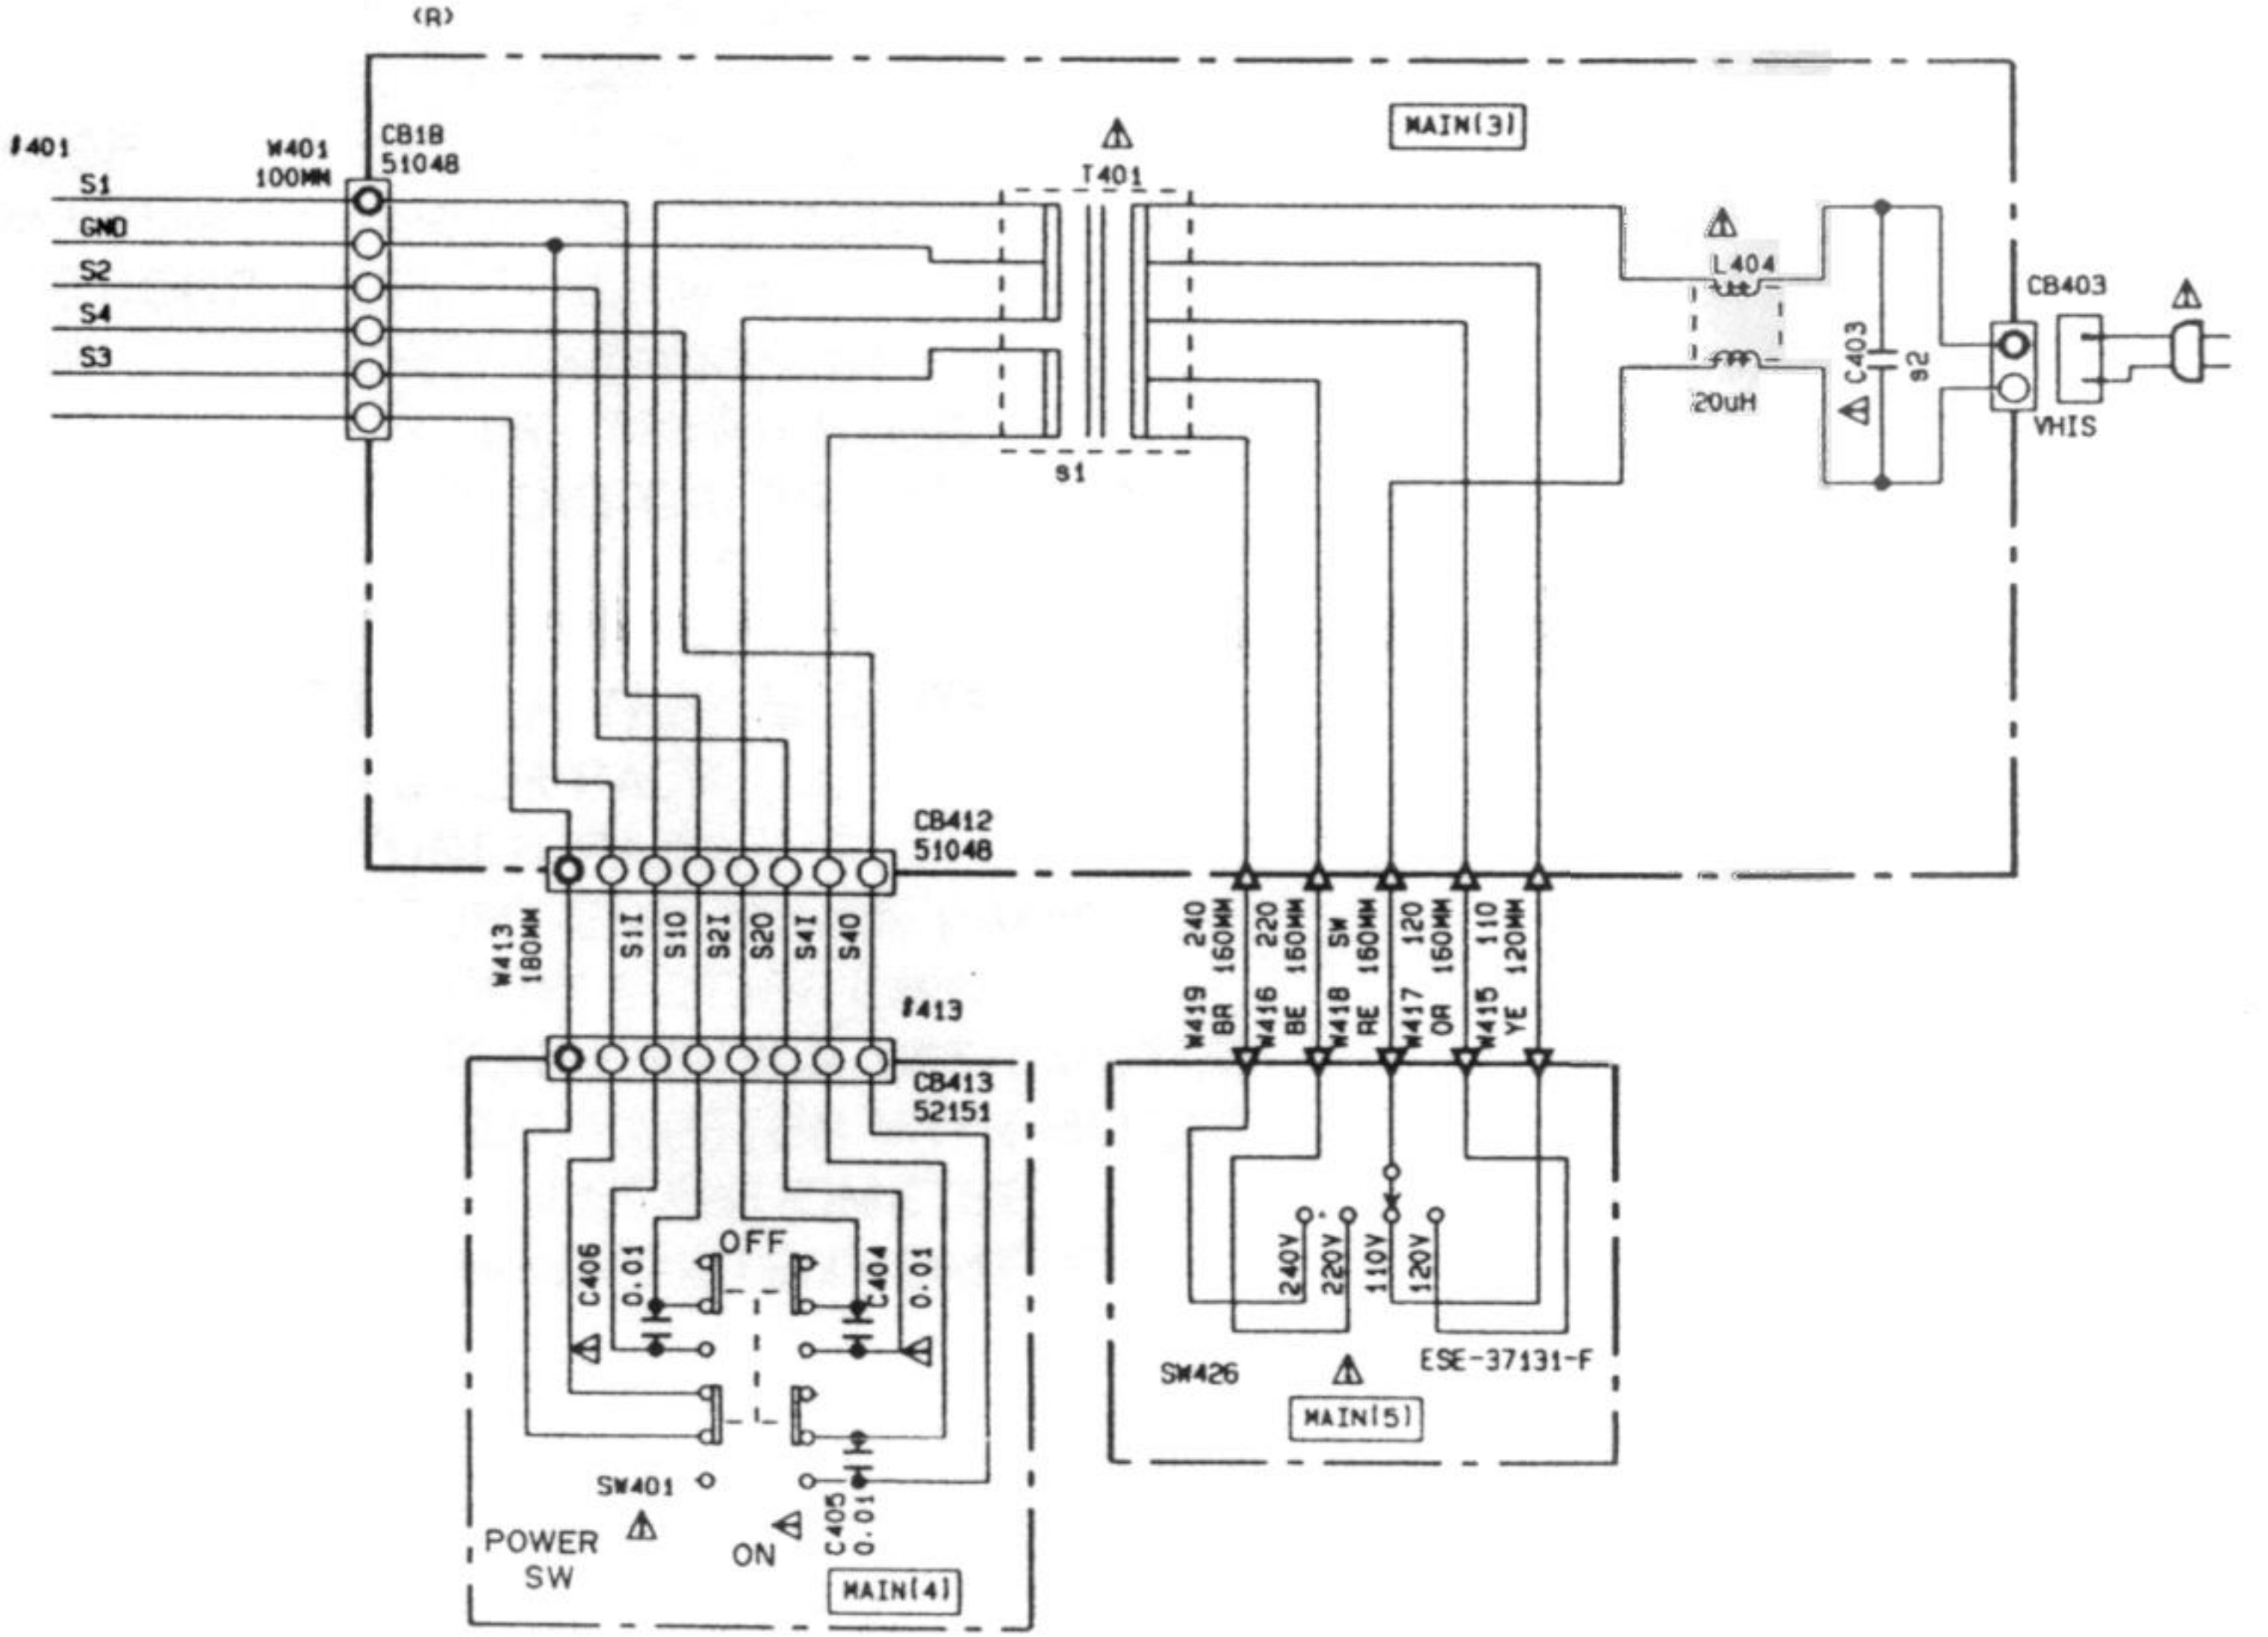 (R)
MAIN(3)
#401
W401
100MM
CB18
51048
S1
GND
S2
S4
S3
T401
s1
L404
20uH
C403
s2
CB403
VHIS
CB412
51048
W413
180MM
S1I
S1O
S2I
S2O
S4I
S4O
#413
CB413
52151
W419 240
BR 160MM
W416 220
BE 160MM
W418 SW
RE 160MM
W417 120
OR 160MM
W415 110
YE 120MM
OFF
C406
0.01
C404
0.01
SW401
POWER
SW
ON
C405
0.01
MAIN(4)
240V
220V
110V
120V
SW426
ESE-37131-F
MAIN(5)